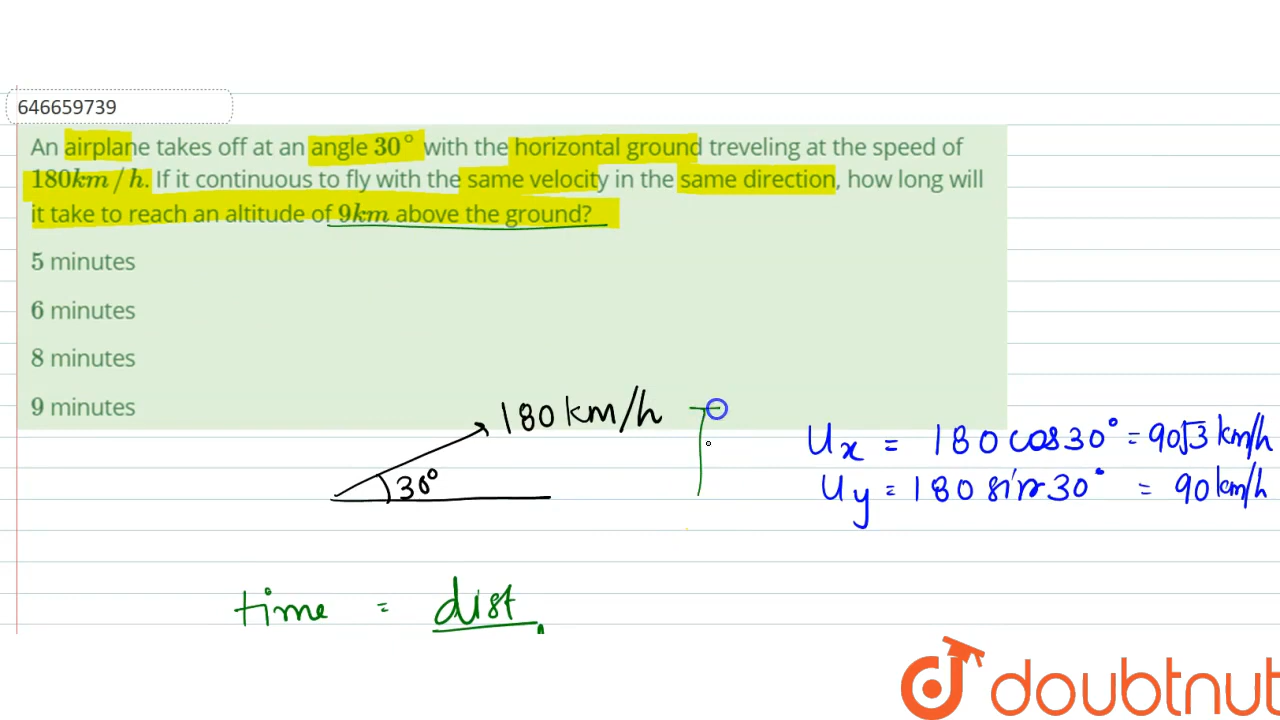 646659739
An airplane takes off at an angle 30° with the horizontal ground treveling at the speed of
180km/h. If it continuous to fly with the same velocity in the same direction, how long will
it take to reach an altitude of 9km above the ground?
5 minutes
6 minutes
8 minutes
9 minutes
180 km/h
30°
Ux = 180 cos 30° = 90√3 km/h
Uy = 180 sin 30° = 90 km/h
time = dist
doubtnut